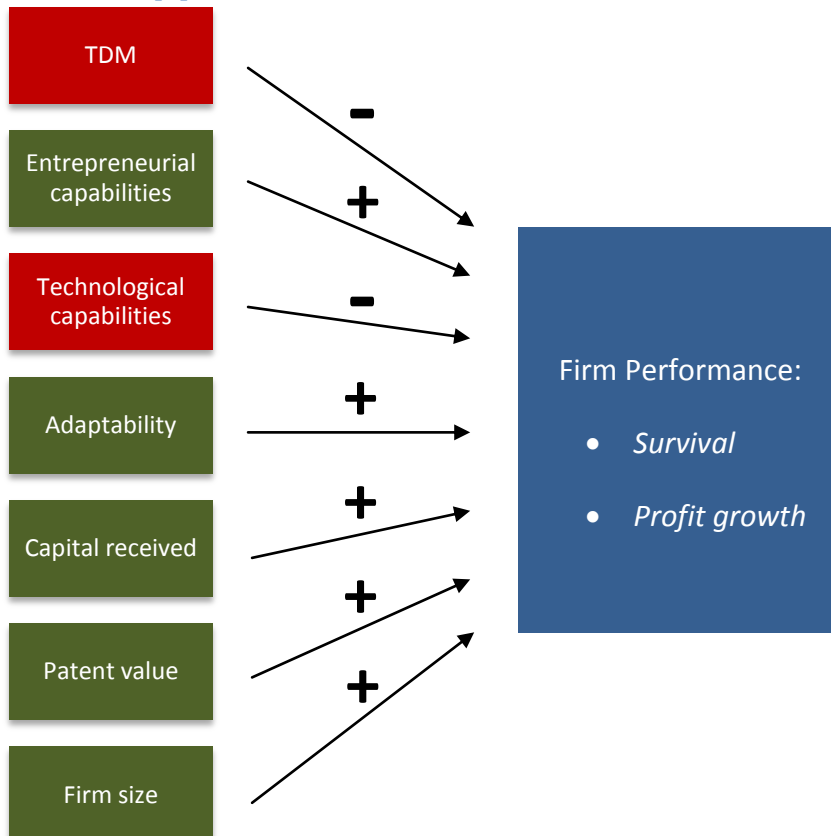 TDM
-
Entrepreneurial
capabilities
+
Technological
capabilities
-
Adaptability
+
Capital received
+
Patent value
+
Firm size
+
Firm Performance:
• Survival
• Profit growth